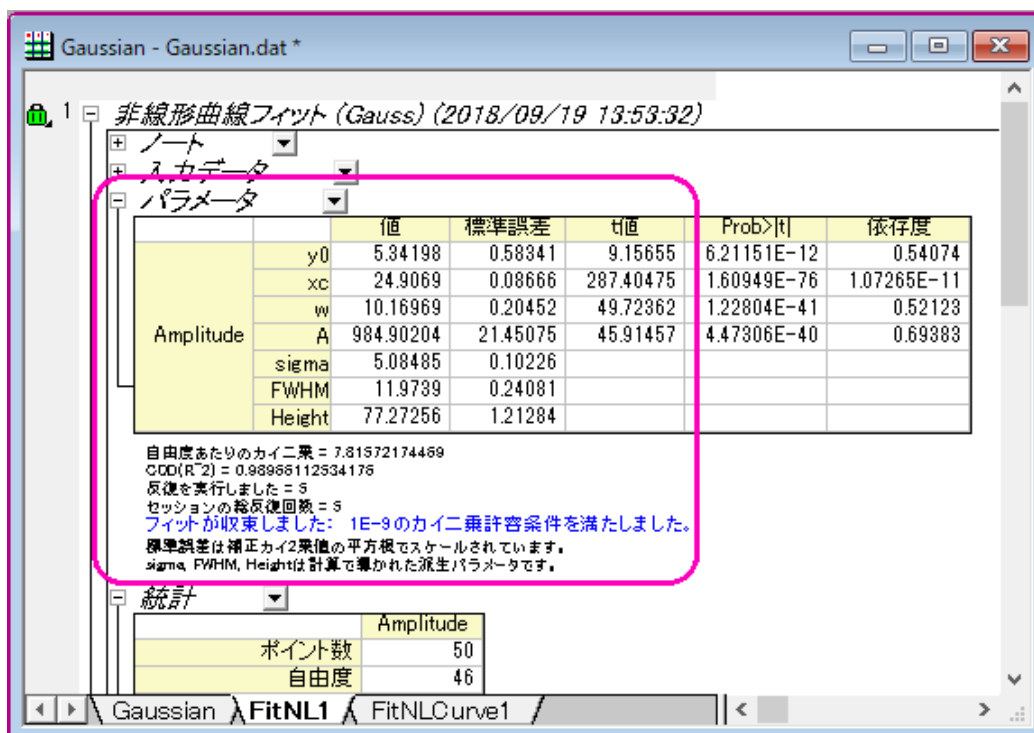 Gaussian - Gaussian.dat *
1 非線形曲線フィット (Gauss) (2018/09/19 13:53:32)
ノート
入力データ
パラメータ
値 標準誤差 t値 Prob>|t| 依存度
y0 5.34198 0.58341 9.15655 6.21151E-12 0.54074
xc 24.9069 0.08666 287.40475 1.60949E-76 1.07265E-11
w 10.16969 0.20452 49.72362 1.22804E-41 0.52123
Amplitude A 984.90204 21.45075 45.91457 4.47306E-40 0.69383
sigma 5.08485 0.10226
FWHM 11.9739 0.24081
Height 77.27256 1.21284
自由度あたりのカイ二乗 = 7.81572174469
COD(R^2) =
反復を実行しました = 5
セッションの総反復回数 = 5
フィットが収束しました: 1E-9のカイ二乗許容条件を満たしました。
標準誤差は補正カイ2乗値の平方根でスケールされています。
sigma, FWHM, Heightは計算で導かれた派生パラメータです。
統計
Amplitude
ポイント数 50
自由度 46
Gaussian FitNL1 FitNLCurve1